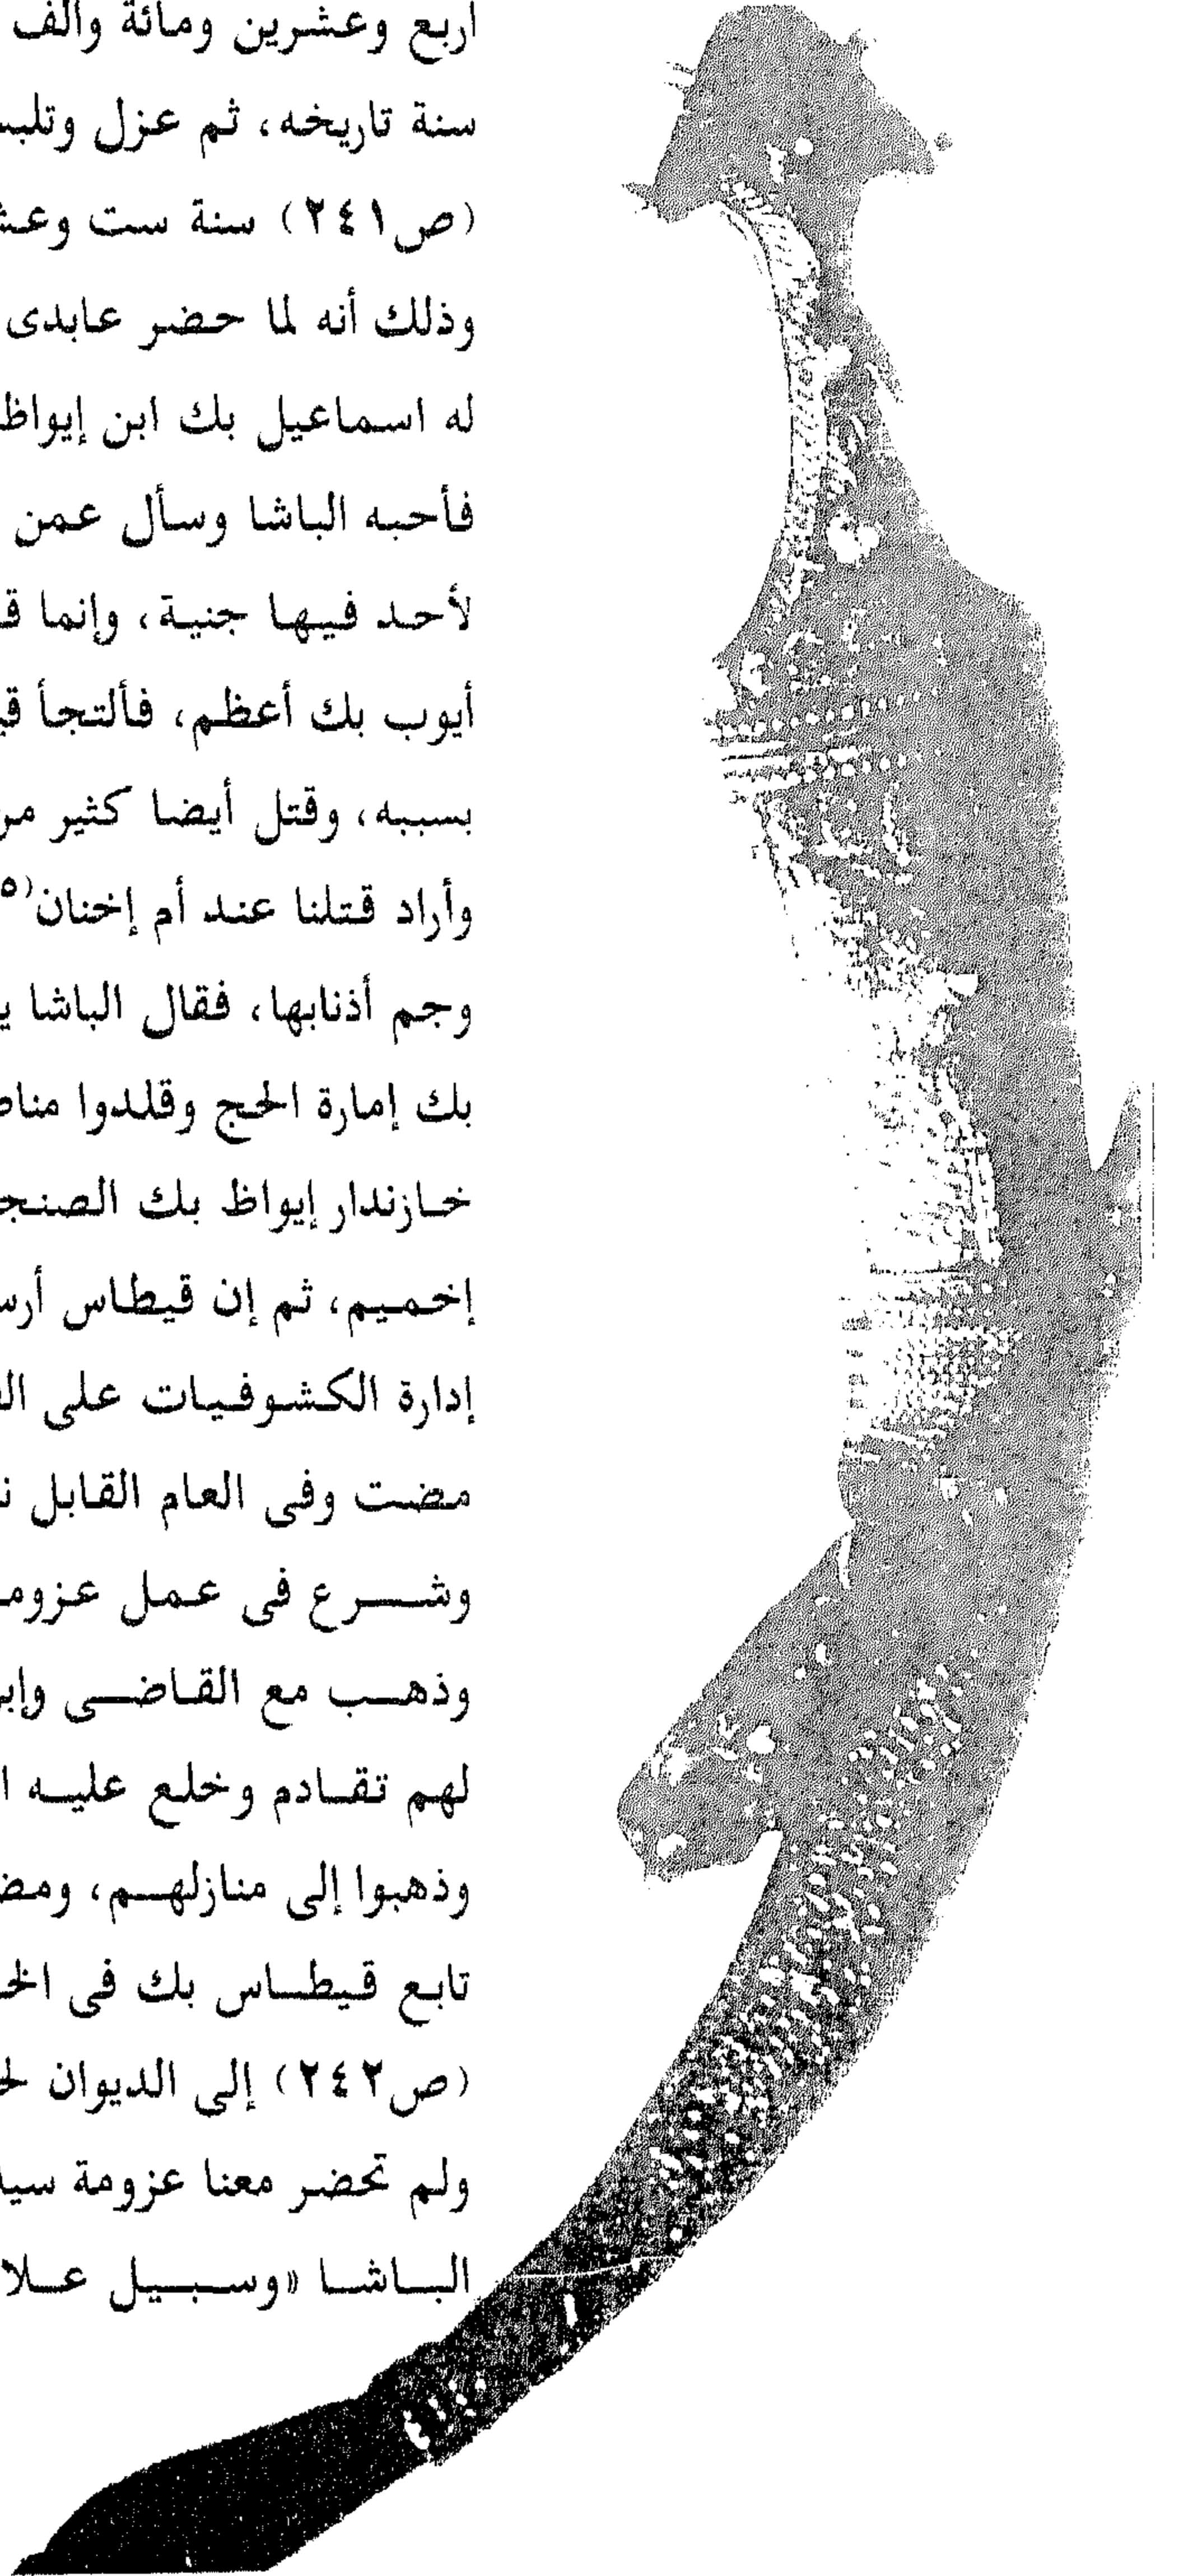 اربع وعشرين ومائة والف
سنة تاريخه، ثم عزل وتلبس
(ص٢٤١) سنة ست وعش
وذلك أنه لما حضر عابدى
له اسماعيل بك ابن إيواظ
فأحبه الباشا وسأل عمن
لأحد فيها جنية، وإنما ق
أيوب بك أعظم، فألتجأ قي
بسببه، وقتل أيضا كثير من
وأراد قتلنا عند أم إخنان(٥
وجم أذنابها، فقال الباشا ي
بك إمارة الحج وقلدوا مناص
خازندار إيواظ بك الصنج
إخميم، ثم إن قيطاس أرس
إدارة الكشوفيات على ال
مضت وفى العام القابل ن
وشرع فى عمل عزوم
وذهب مع القاضى وإبر
لهم تقادم وخلع عليه ا
وذهبوا إلى منازلهم، ومض
تابع قيطاس بك فى الخ
(ص٢٤٢) إلى الديوان لح
ولم تحضر معنا عزومة سيد
الباشا «وسبيل علا